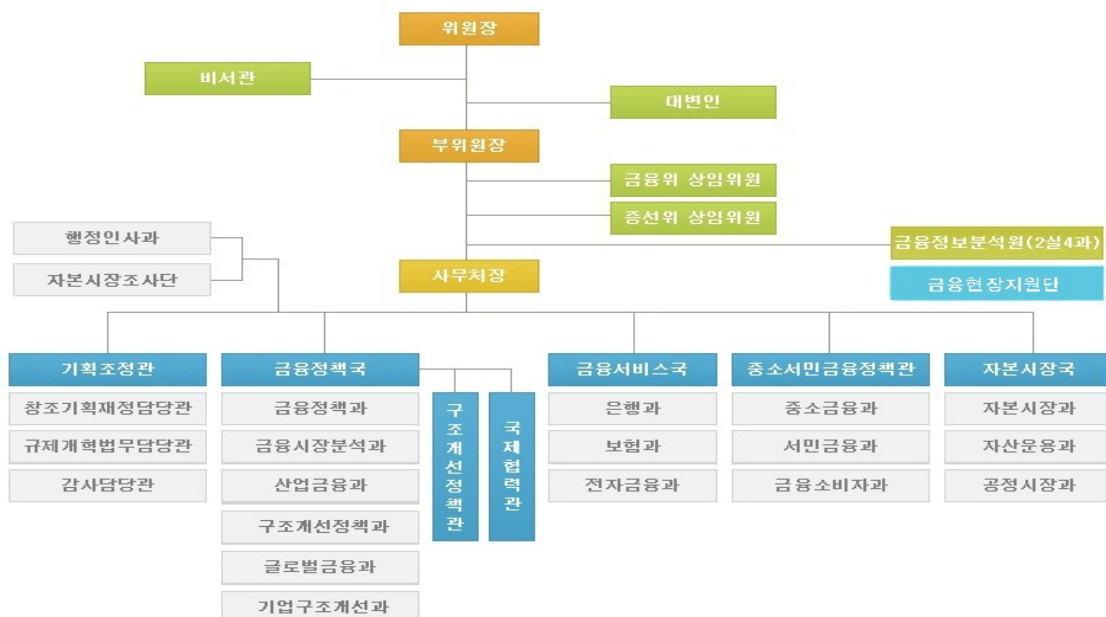 위원장
비서관
대변인
부위원장
금융위 상임위원
증선위 상임위원
행정인사과
자본시장조사단
금융정보분석원(2실4과)
사무처장
금융현장지원단
기획조정관
창조기획재정담당관
규제개혁법무담당관
감사담당관
금융정책국
금융정책과
금융시장분석과
산업금융과
구조개선정책과
글로벌금융과
기업구조개선과
구조개선정책관
국제협력관
금융서비스국
은행과
보험과
전자금융과
중소서민금융정책관
중소금융과
서민금융과
금융소비자과
자본시장국
자본시장과
자산운용과
공정시장과